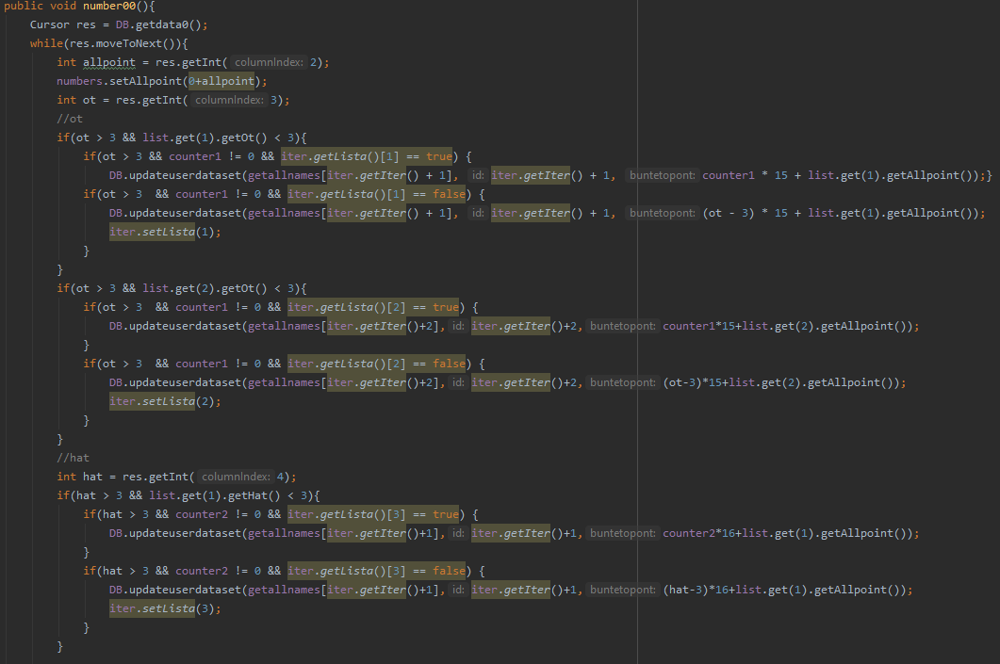 public void number00(){
    Cursor res = DB.getdata0();
    while(res.moveToNext()){
        int allpoint = res.getInt( columnIndex: 2);
        numbers.setAllpoint(0+allpoint);
        int ot = res.getInt( columnIndex: 3);
        //ot
        if(ot > 3 && list.get(1).getOt() < 3){
            if(ot > 3 && counter1 != 0 && iter.getLista()[1] == true) {
                DB.updateuserdataset(getallnames[iter.getIter() + 1], id: iter.getIter() + 1, buntetopont: counter1 * 15 + list.get(1).getAllpoint());}
            if(ot > 3  && counter1 != 0 && iter.getLista()[1] == false) {
                DB.updateuserdataset(getallnames[iter.getIter() + 1], id: iter.getIter() + 1, buntetopont: (ot - 3) * 15 + list.get(1).getAllpoint());
                iter.setLista(1);
            }
        }
        if(ot > 3 && list.get(2).getOt() < 3){
            if(ot > 3  && counter1 != 0 && iter.getLista()[2] == true) {
                DB.updateuserdataset(getallnames[iter.getIter()+2], id: iter.getIter()+2, buntetopont: counter1*15+list.get(2).getAllpoint());
            }
            if(ot > 3  && counter1 != 0 && iter.getLista()[2] == false) {
                DB.updateuserdataset(getallnames[iter.getIter()+2], id: iter.getIter()+2, buntetopont: (ot-3)*15+list.get(2).getAllpoint());
                iter.setLista(2);
            }
        }
        //hat
        int hat = res.getInt( columnIndex: 4);
        if(hat > 3 && list.get(1).getHat() < 3){
            if(hat > 3 && counter2 != 0 && iter.getLista()[3] == true) {
                DB.updateuserdataset(getallnames[iter.getIter()+1], id: iter.getIter()+1, buntetopont: counter2*16+list.get(1).getAllpoint());
            }
            if(hat > 3 && counter2 != 0 && iter.getLista()[3] == false) {
                DB.updateuserdataset(getallnames[iter.getIter()+1], id: iter.getIter()+1, buntetopont: (hat-3)*16+list.get(1).getAllpoint());
                iter.setLista(3);
            }
        }